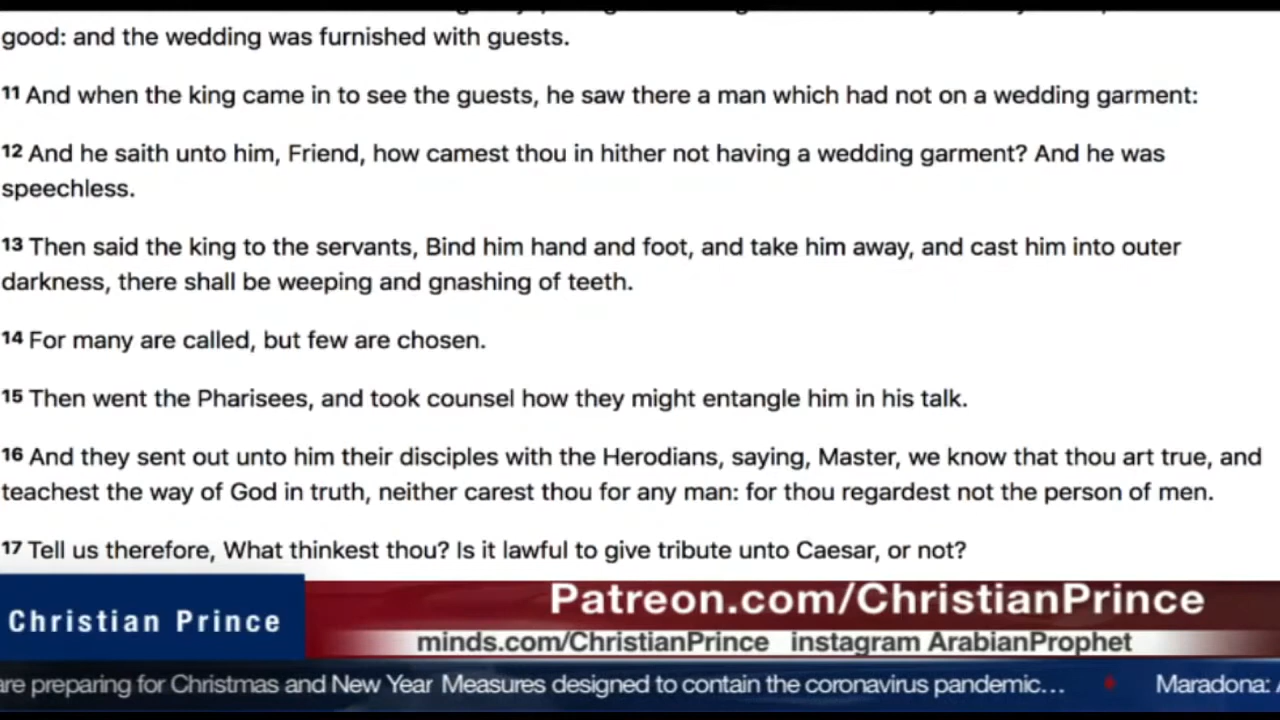 good: and the wedding was furnished with guests.
11 And when the king came in to see the guests, he saw there a man which had not on a wedding garment:
12 And he saith unto him, Friend, how camest thou in hither not having a wedding garment? And he was
speechless.
13 Then said the king to the servants, Bind him hand and foot, and take him away, and cast him into outer
darkness, there shall be weeping and gnashing of teeth.
14 For many are called, but few are chosen.
15 Then went the Pharisees, and took counsel how they might entangle him in his talk.
16 And they sent out unto him their disciples with the Herodians, saying, Master, we know that thou art true, and
teachest the way of God in truth, neither carest thou for any man: for thou regardest not the person of men.
17 Tell us therefore, What thinkest thou? Is it lawful to give tribute unto Caesar, or not?
Christian Prince
Patreon.com/ChristianPrince
minds.com/ChristianPrince instagram ArabianProphet
are preparing for Christmas and New Year Measures designed to contain the coronavirus pandemic... Maradona: